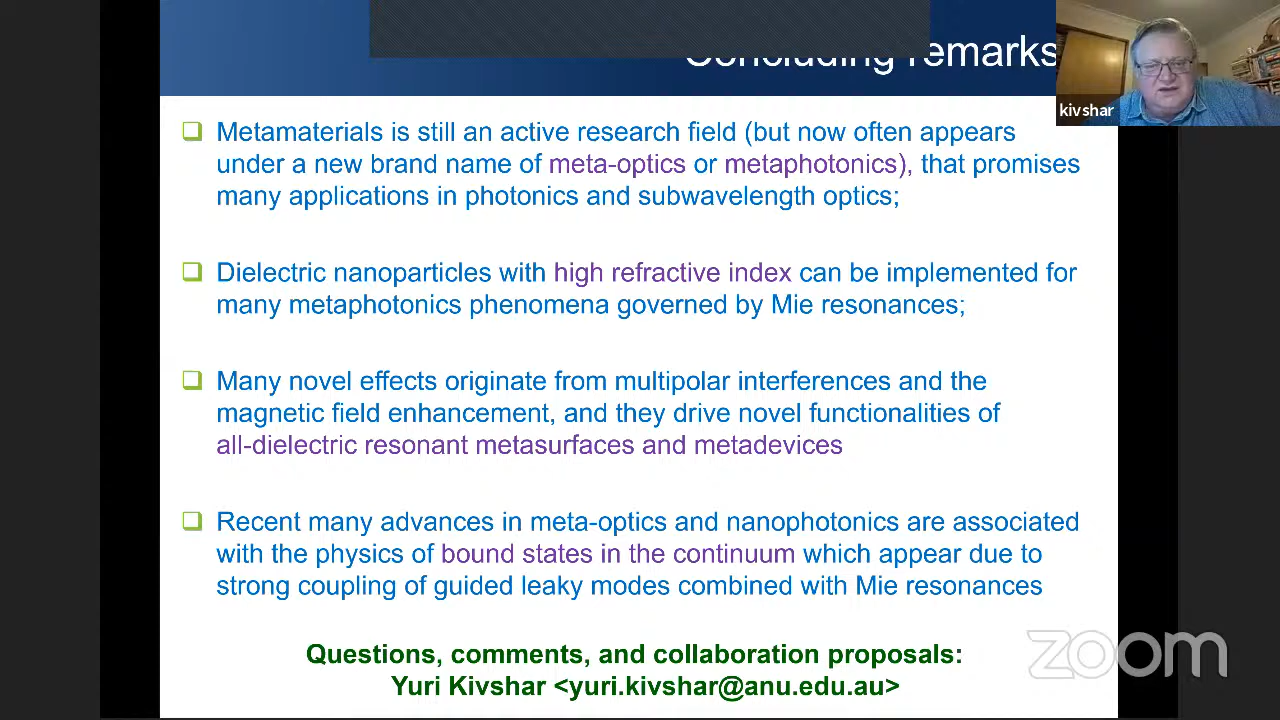 Concluding remarks
kivshar
Metamaterials is still an active research field (but now often appears
under a new brand name of meta-optics or metaphotonics), that promises
many applications in photonics and subwavelength optics;
Dielectric nanoparticles with high refractive index can be implemented for
many metaphotonics phenomena governed by Mie resonances;
Many novel effects originate from multipolar interferences and the
magnetic field enhancement, and they drive novel functionalities of
all-dielectric resonant metasurfaces and metadevices
Recent many advances in meta-optics and nanophotonics are associated
with the physics of bound states in the continuum which appear due to
strong coupling of guided leaky modes combined with Mie resonances
Questions, comments, and collaboration proposals:
Yuri Kivshar <yuri.kivshar@anu.edu.au>
zoom